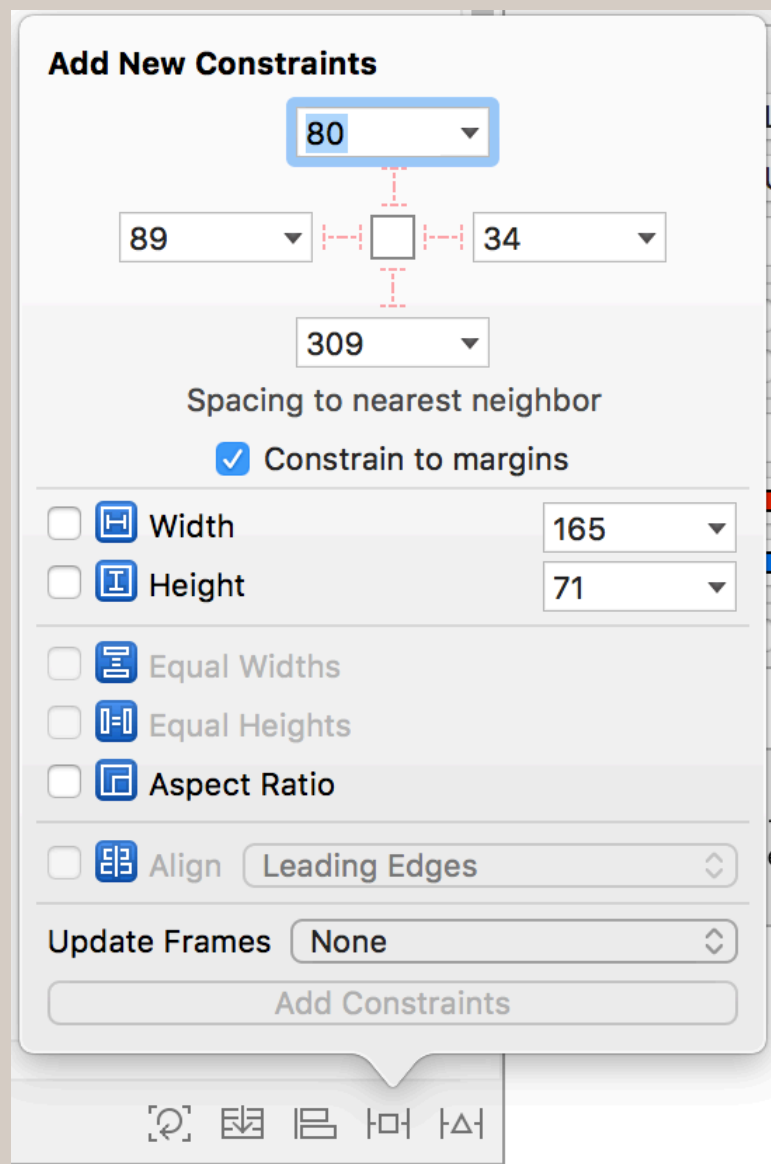 Add New Constraints
80
89 34
309
Spacing to nearest neighbor
Constrain to margins
Width 165
Height 71
Equal Widths
Equal Heights
Aspect Ratio
Align Leading Edges
Update Frames None
Add Constraints